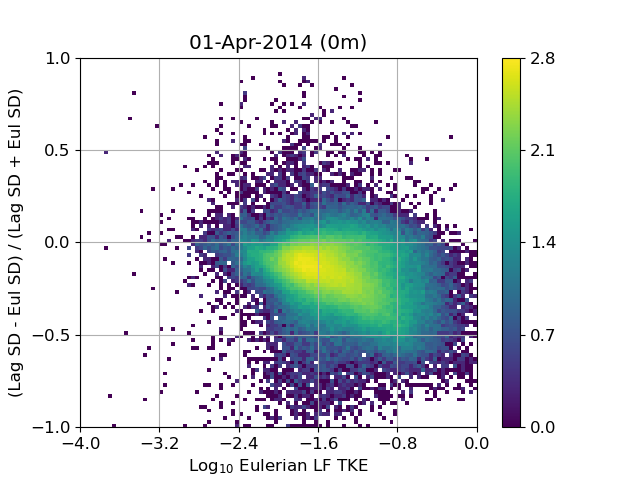 01-Apr-2014 (0m)
(Lag SD - Eul SD) / (Lag SD + Eul SD)
1.0
0.5
0.0
−0.5
−1.0
−4.0 −3.2 −2.4 −1.6 −0.8 0.0
Log₁₀ Eulerian LF TKE
2.8
2.1
1.4
0.7
0.0